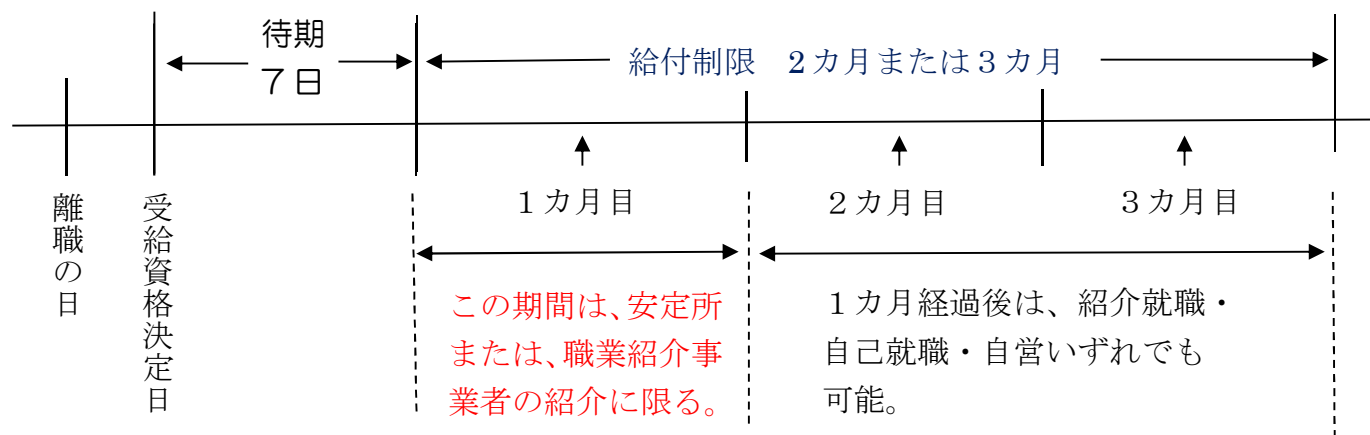 待期
7日
給付制限　2カ月または3カ月
1カ月目
2カ月目
3カ月目
離職の日
受給資格決定日
この期間は、安定所
または、職業紹介事
業者の紹介に限る。
1カ月経過後は、紹介就職・
自己就職・自営いずれでも
可能。